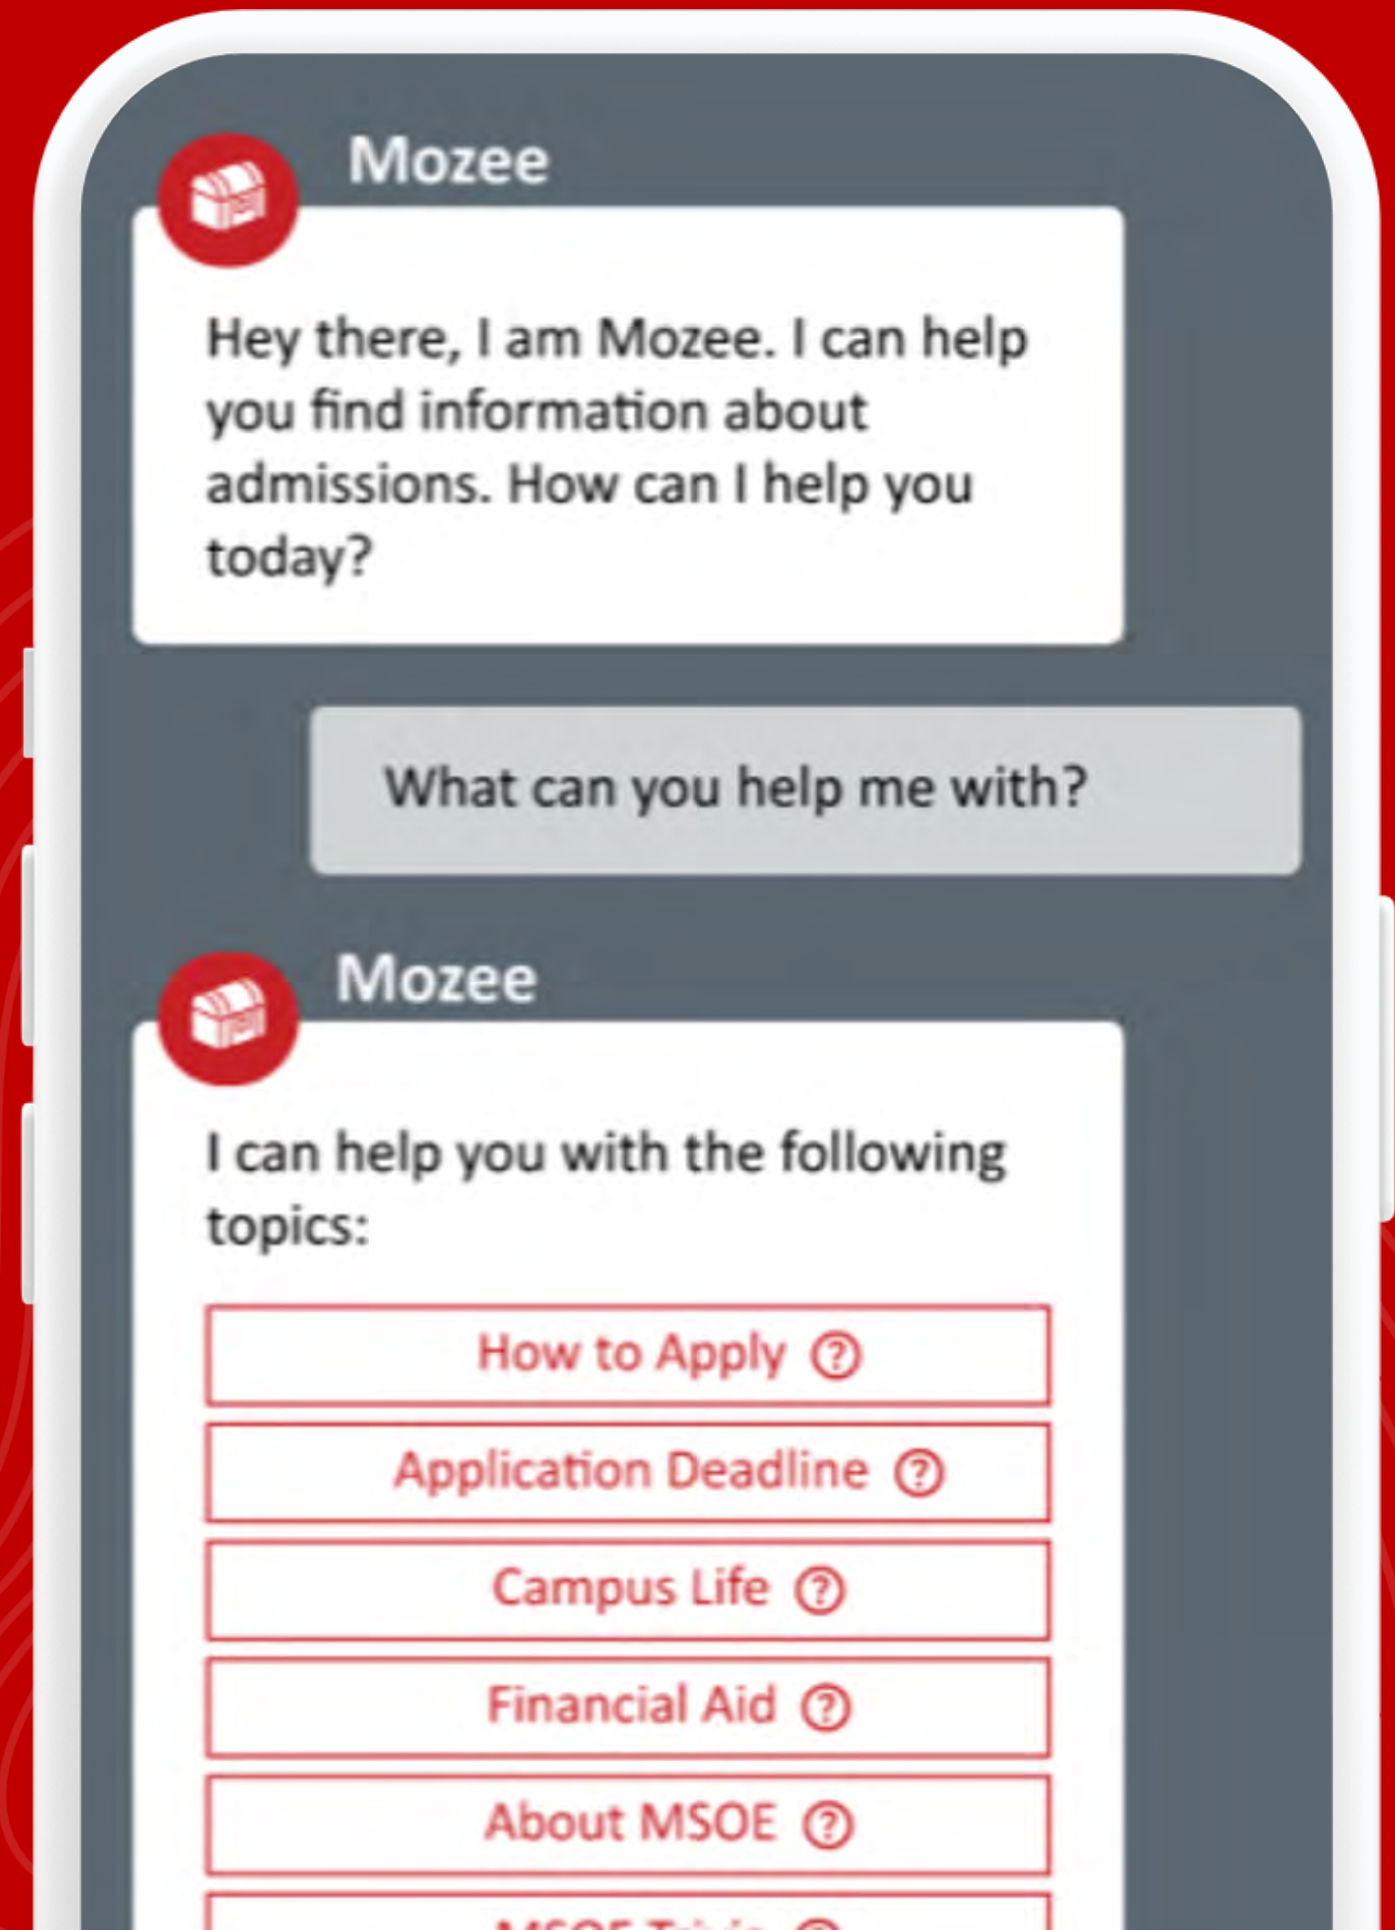 Mozee
Hey there, I am Mozee. I can help
you find information about
admissions. How can I help you
today?
What can you help me with?
Mozee
I can help you with the following
topics:
How to Apply
Application Deadline
Campus Life
Financial Aid
About MSOE
MSOE Trivia